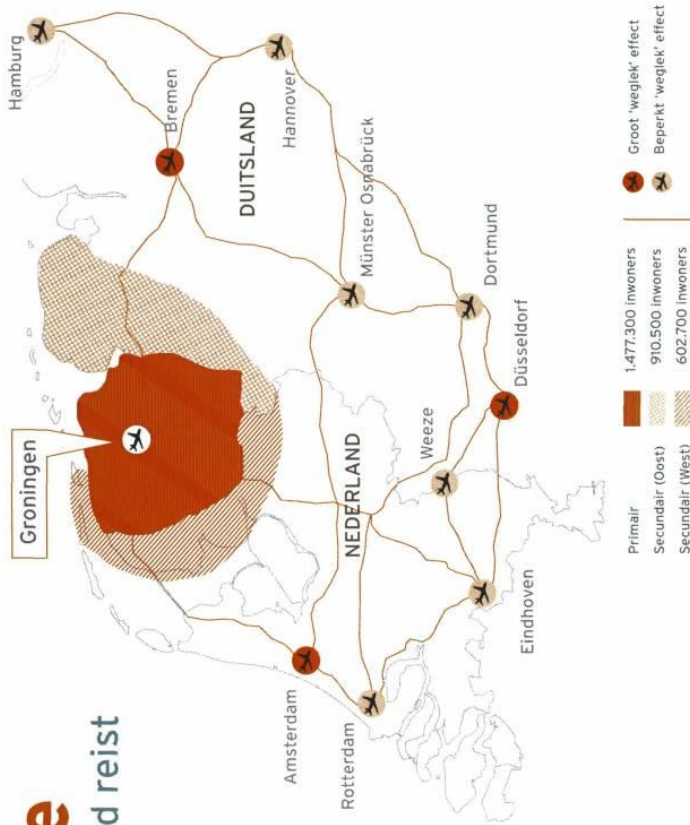 e
d reist
Groningen
Hamburg
Bremen
Hannover
DUITSLAND
Münster Osnabrück
Dortmund
Düsseldorf
Weeze
NEDERLAND
Amsterdam
Rotterdam
Eindhoven
Primair 1.477.300 inwoners
Secundair (Oost) 910.500 inwoners
Secundair (West) 602.700 inwoners
Groot 'weglek' effect
Beperkt 'weglek' effect